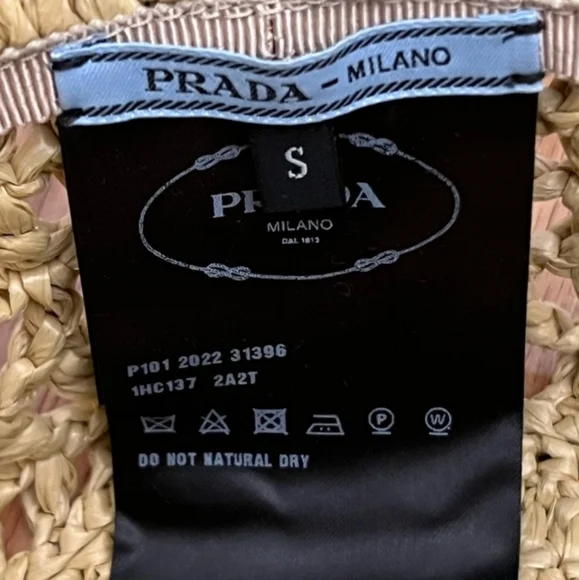 PRADA - MILANO
S
PRADA
MILANO
DAL 1913
P101 2022 31396
1HC137 2A2T
P W
DO NOT NATURAL DRY